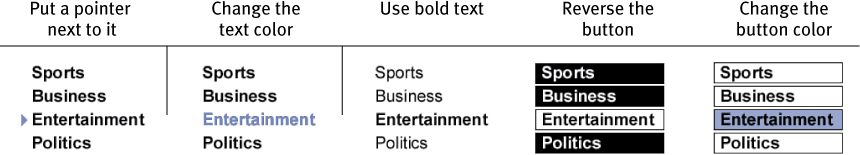 Put a pointer
next to it
Change the
text color
Use bold text
Reverse the
button
Change the
button color
Sports
Business
Entertainment
Politics
Sports
Business
Entertainment
Politics
Sports
Business
Entertainment
Politics
Sports
Business
Entertainment
Politics
Sports
Business
Entertainment
Politics